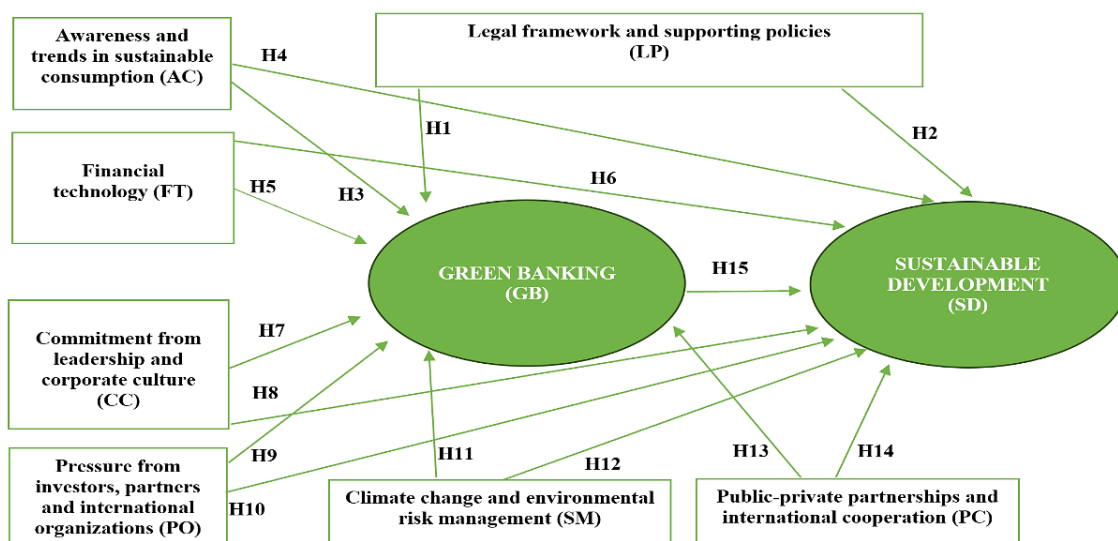 Awareness and
trends in sustainable
consumption (AC)
H4
Legal framework and supporting policies
(LP)
H1
H2
Financial
technology (FT)
H5
H3
H6
GREEN BANKING
(GB)
H15
SUSTAINABLE
DEVELOPMENT
(SD)
Commitment from
leadership and
corporate culture
(CC)
H7
H8
Pressure from
investors, partners
and international
organizations (PO)
H9
H10
H11
H12
Climate change and environmental
risk management (SM)
H13
H14
Public-private partnerships and
international cooperation (PC)